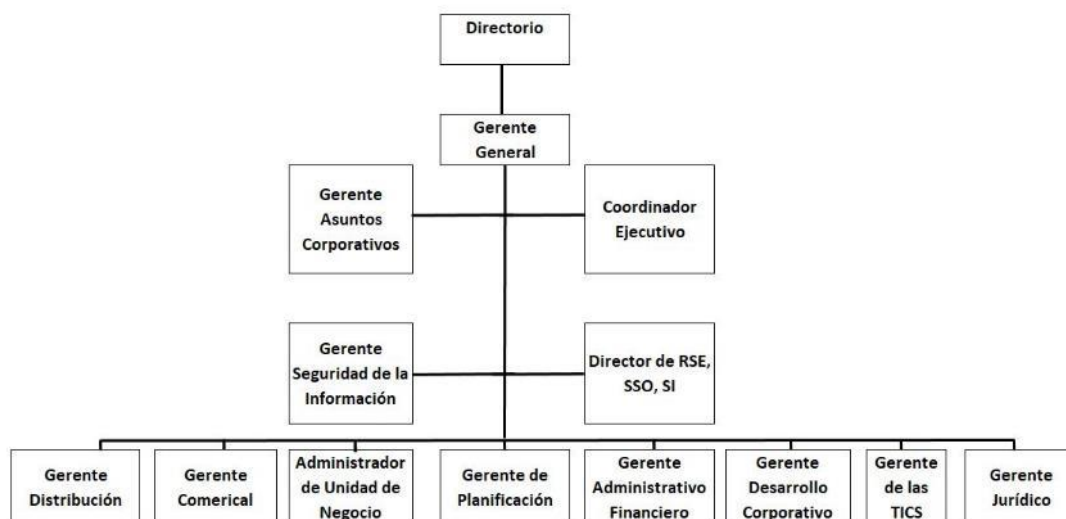 Directorio
Gerente
General
Gerente
Asuntos
Corporativos
Coordinador
Ejecutivo
Gerente
Seguridad de la
Información
Director de RSE,
SSO, SI
Gerente
Distribución
Gerente
Comerical
Administrador
de Unidad de
Negocio
Gerente de
Planificación
Gerente
Administrativo
Financiero
Gerente
Desarrollo
Corporativo
Gerente
de las
TICS
Gerente
Jurídico